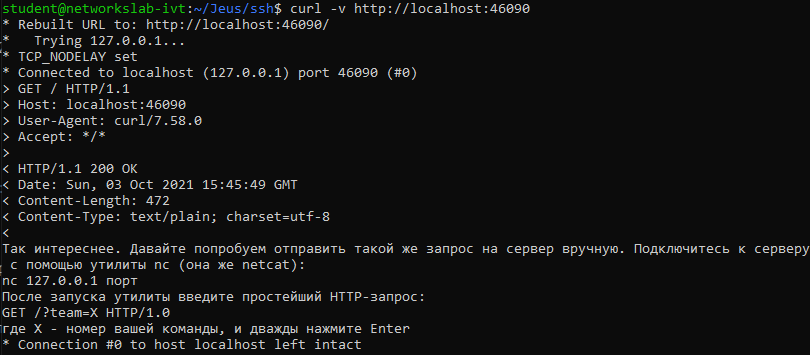 student@networkslab-ivt:~/Jeus/ssh$ curl -v http://localhost:46090
* Rebuilt URL to: http://localhost:46090/
*   Trying 127.0.0.1...
* TCP_NODELAY set
* Connected to localhost (127.0.0.1) port 46090 (#0)
> GET / HTTP/1.1
> Host: localhost:46090
> User-Agent: curl/7.58.0
> Accept: */*
>
< HTTP/1.1 200 OK
< Date: Sun, 03 Oct 2021 15:45:49 GMT
< Content-Length: 472
< Content-Type: text/plain; charset=utf-8
<
Так интереснее. Давайте попробуем отправить такой же запрос на сервер вручную. Подключитесь к серверу
 с помощью утилиты nc (она же netcat):
nc 127.0.0.1 порт
После запуска утилиты введите простейший HTTP-запрос:
GET /?team=X HTTP/1.0
где X - номер вашей команды, и дважды нажмите Enter
* Connection #0 to host localhost left intact